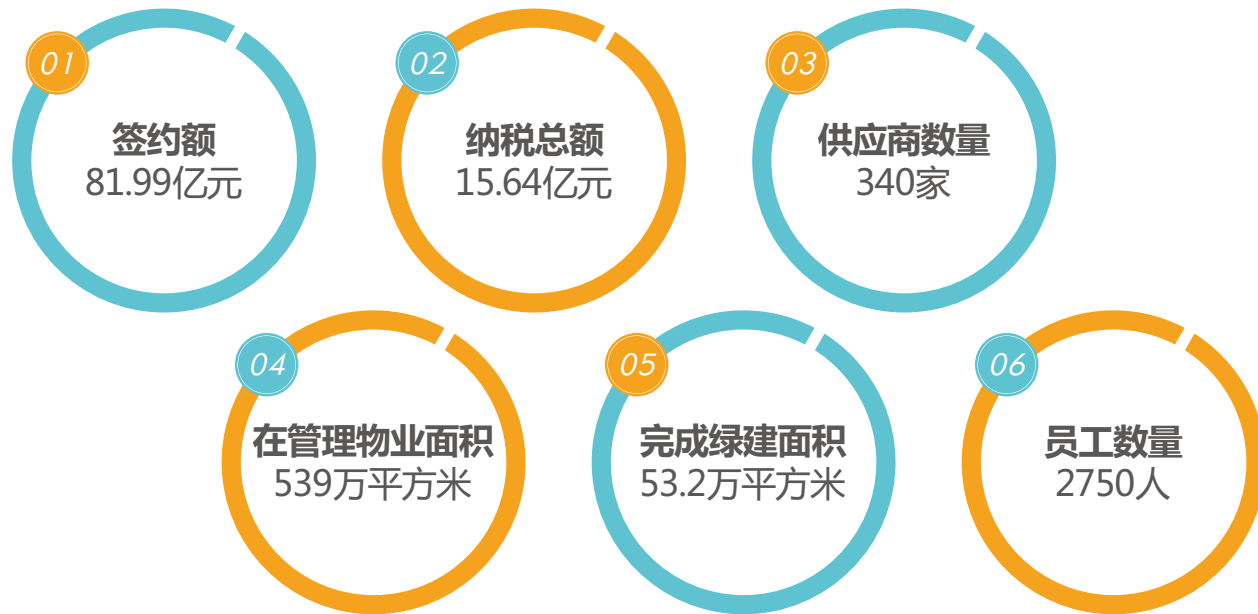 01
签约额
81.99亿元
02
纳税总额
15.64亿元
03
供应商数量
340家
04
在管理物业面积
539万平方米
05
完成绿建面积
53.2万平方米
06
员工数量
2750人